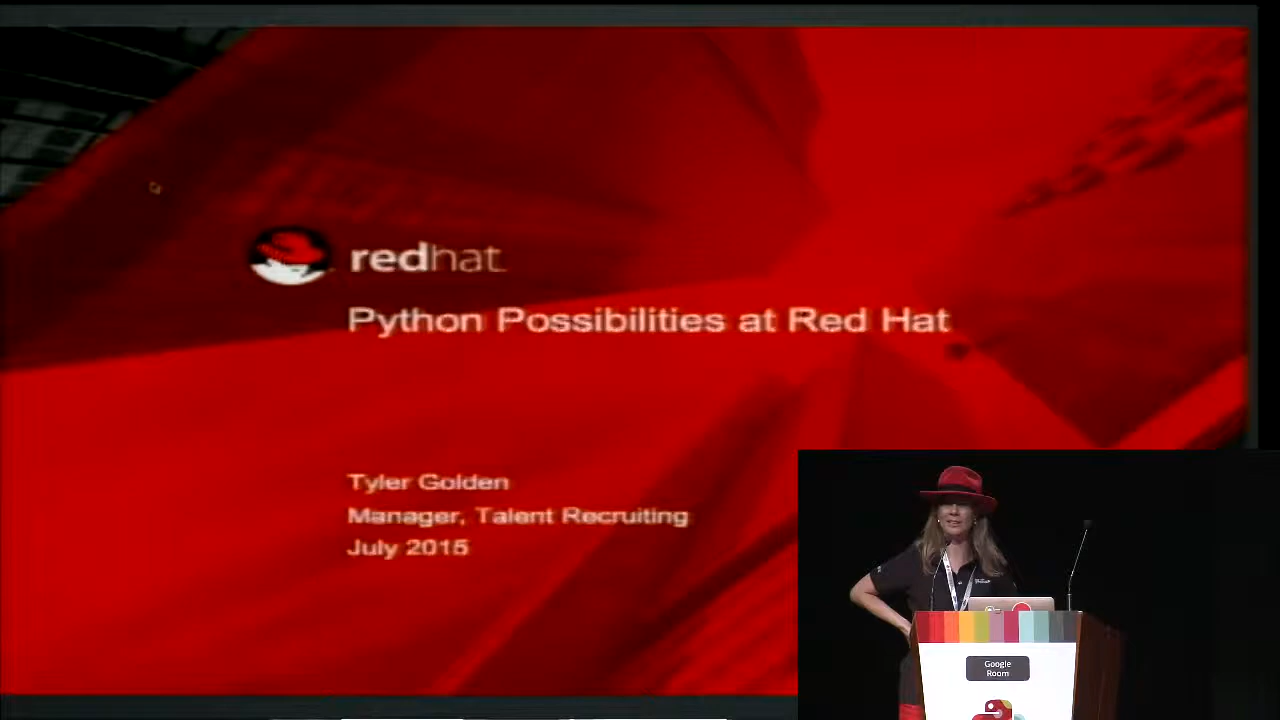 redhat.
Python Possibilities at Red Hat
Tyler Golden
Manager, Talent Recruiting
July 2015
Google
Room